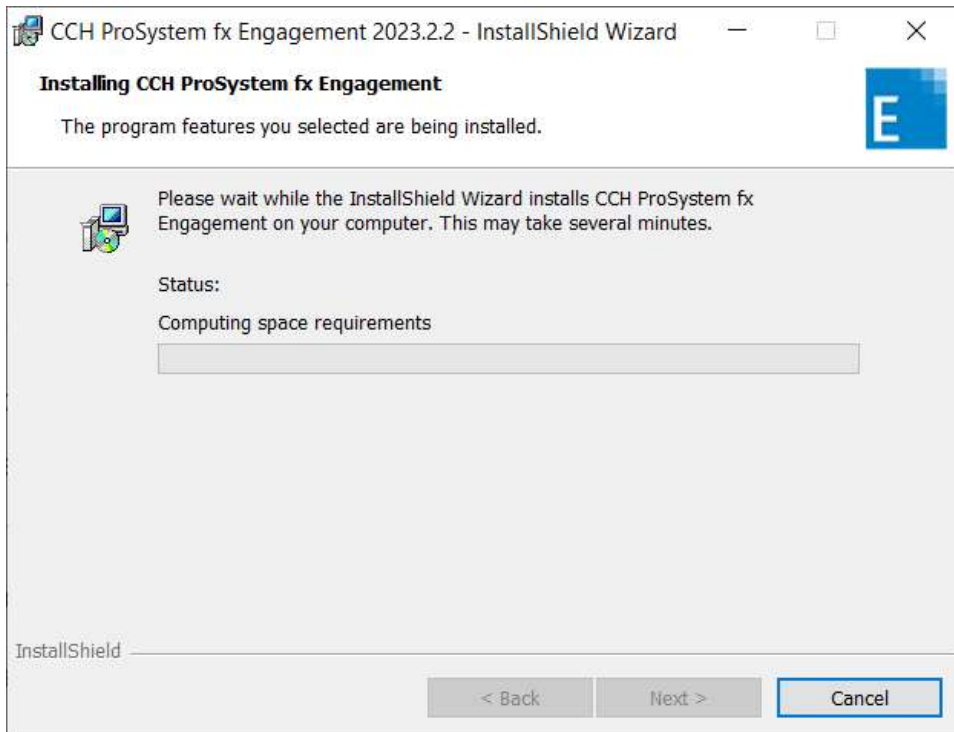 CCH ProSystem fx Engagement 2023.2.2 - InstallShield Wizard
Installing CCH ProSystem fx Engagement
The program features you selected are being installed.
E
Please wait while the InstallShield Wizard installs CCH ProSystem fx
Engagement on your computer. This may take several minutes.
Status:
Computing space requirements
InstallShield
< Back
Next >
Cancel